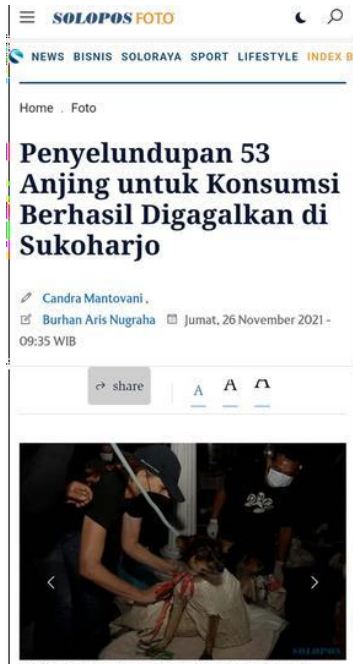 SOLOPOS FOTO
NEWS BISNIS SOLORAYA SPORT LIFESTYLE INDEX B
Home . Foto
Penyelundupan 53
Anjing untuk Konsumsi
Berhasil Digagalkan di
Sukoharjo
Candra Mantovani ,
Burhan Aris Nugraha Jumat, 26 November 2021 -
09:35 WIB
share A A
SOLOPOS